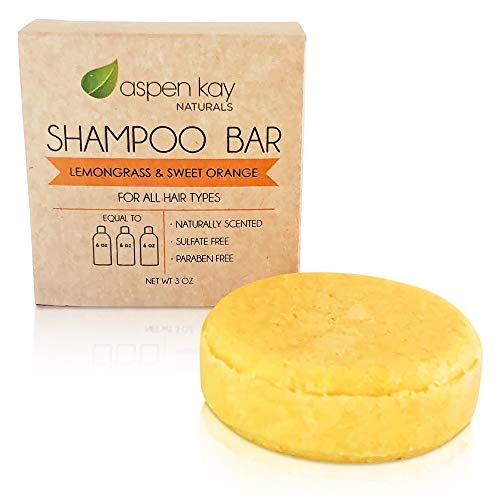 aspen kay
NATURALS
SHAMPOO BAR
LEMONGRASS & SWEET ORANGE
FOR ALL HAIR TYPES
EQUAL TO
6 OZ 6 OZ 6 OZ
• NATURALLY SCENTED
• SULFATE FREE
• PARABEN FREE
NET WT 3 OZ